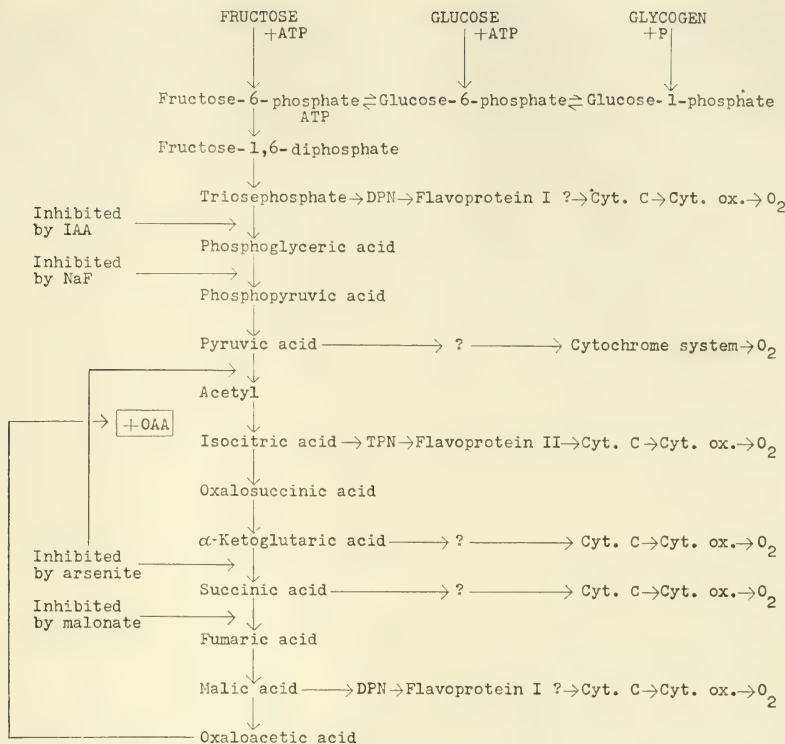 FRUCTOSE GLUCOSE GLYCOGEN
+ATP +ATP +P
Fructose-6-phosphate⇌Glucose-6-phosphate⇌Glucose-1-phosphate
ATP
Fructose-1,6-diphosphate
Triosephosphate→DPN→Flavoprotein I ?→Cyt. C→Cyt. ox.→O₂
Inhibited
by IAA
Phosphoglyceric acid
Inhibited
by NaF
Phosphopyruvic acid
Pyruvic acid → ? → Cytochrome system→O₂
Acetyl
+OAA
Isocitric acid→TPN→Flavoprotein II→Cyt. C→Cyt. ox.→O₂
Oxalosuccinic acid
α-Ketoglutaric acid → ? → Cyt. C→Cyt. ox.→O₂
Inhibited
by arsenite
Succinic acid → ? → Cyt. C→Cyt. ox.→O₂
Inhibited
by malonate
Fumaric acid
Malic acid→DPN→Flavoprotein I ?→Cyt. C→Cyt. ox.→O₂
Oxaloacetic acid